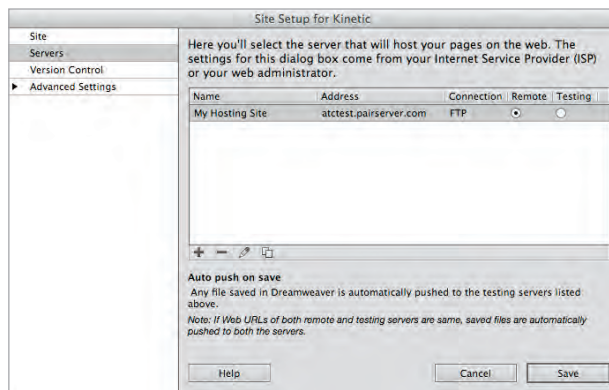 Site Setup for Kinetic
Site
Servers
Version Control
Advanced Settings
Here you'll select the server that will host your pages on the web. The
settings for this dialog box come from your Internet Service Provider (ISP)
or your web administrator.
Name Address Connection Remote Testing
My Hosting Site atctest.pairserver.com FTP
Auto push on save
Any file saved in Dreamweaver is automatically pushed to the testing servers listed
above.
Note: If Web URLs of both remote and testing servers are same, saved files are automatically
pushed to both the servers.
Help Cancel Save